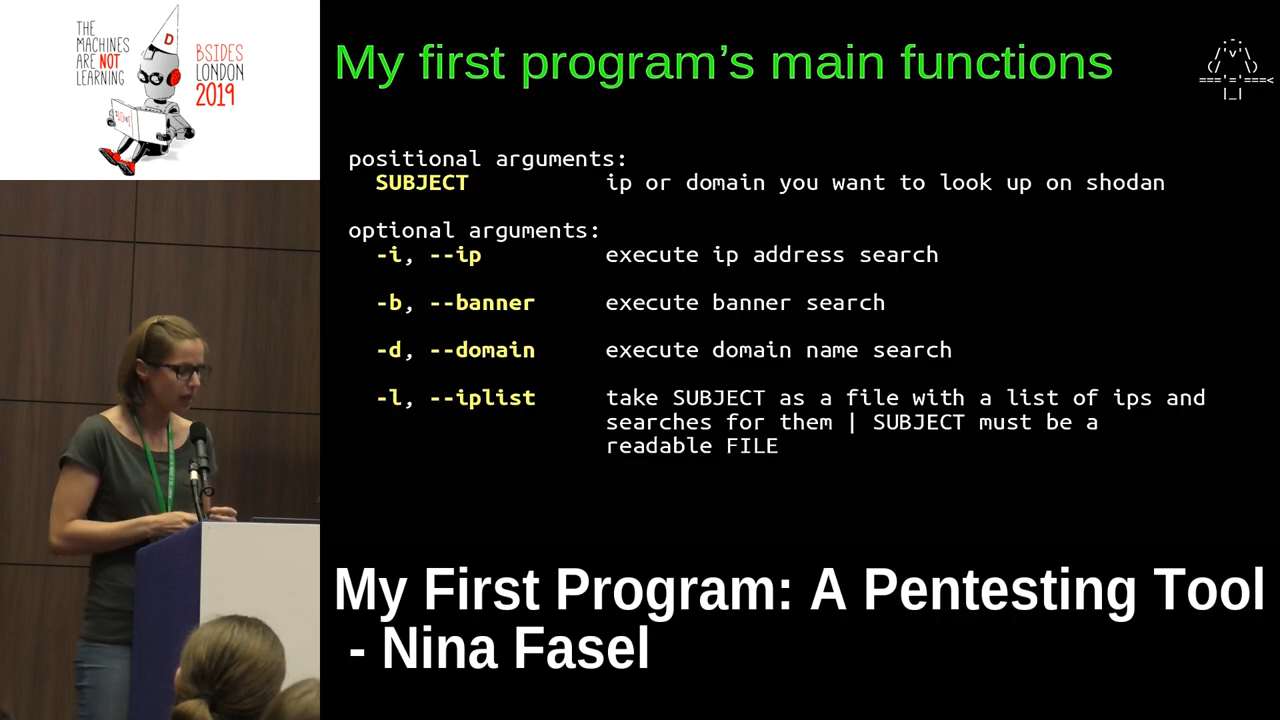 THE
MACHINES
ARE NOT
LEARNING
D
BSIDES
LONDON
2019
My first program’s main functions
positional arguments:
SUBJECT ip or domain you want to look up on shodan
optional arguments:
-i, --ip execute ip address search
-b, --banner execute banner search
-d, --domain execute domain name search
-l, --iplist take SUBJECT as a file with a list of ips and
searches for them | SUBJECT must be a
readable FILE
My First Program: A Pentesting Tool
- Nina Fasel